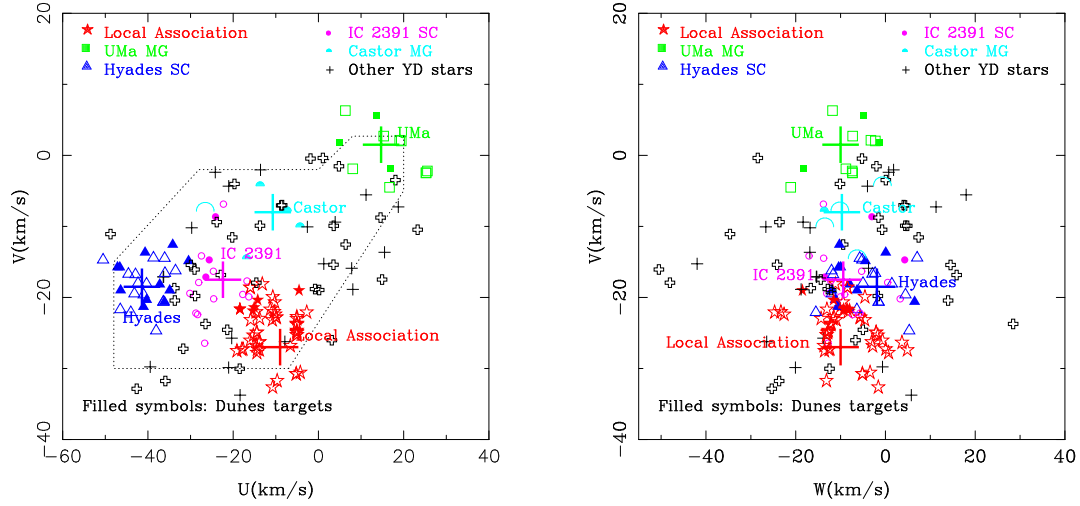 20
0
−20
−40
−60
−40
−20
0
20
40
V(km/s)
U(km/s)
Local Association
UMa MG
Hyades SC
IC 2391 SC
Castor MG
Other YD stars
UMa
Castor
IC 2391
Hyades
Local Association
Filled symbols: Dunes targets
20
0
−20
−40
−40
−20
0
20
40
V(km/s)
W(km/s)
Local Association
UMa MG
Hyades SC
IC 2391 SC
Castor MG
Other YD stars
UMa
Castor
IC 2391
Hyades
Local Association
Filled symbols: Dunes targets